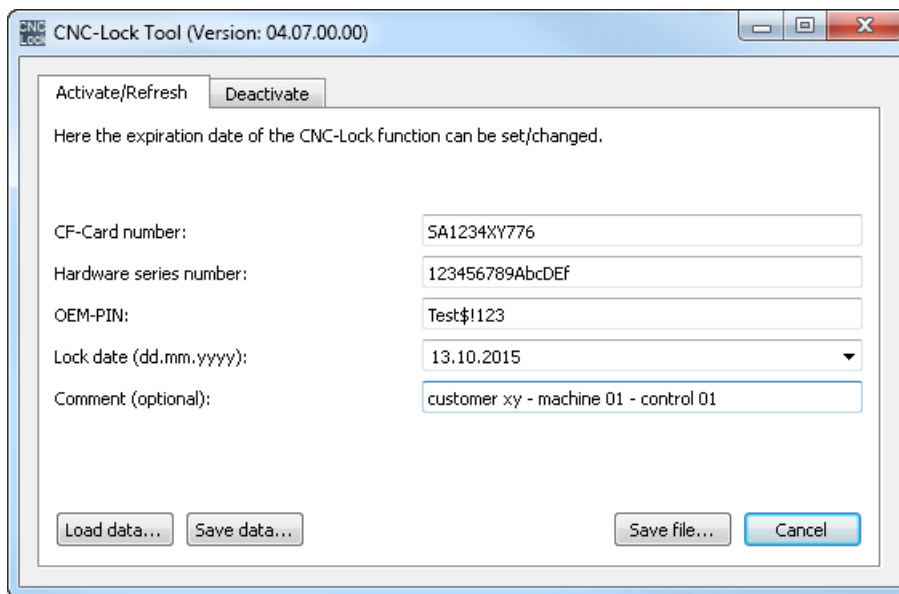 CNC
Lock
CNC-Lock Tool (Version: 04.07.00.00)
Activate/Refresh Deactivate
Here the expiration date of the CNC-Lock function can be set/changed.
CF-Card number: SA1234XY776
Hardware series number: 123456789AbcDEf
OEM-PIN: Test$!123
Lock date (dd.mm.yyyy): 13.10.2015
Comment (optional): customer xy - machine 01 - control 01
Load data... Save data... Save file... Cancel